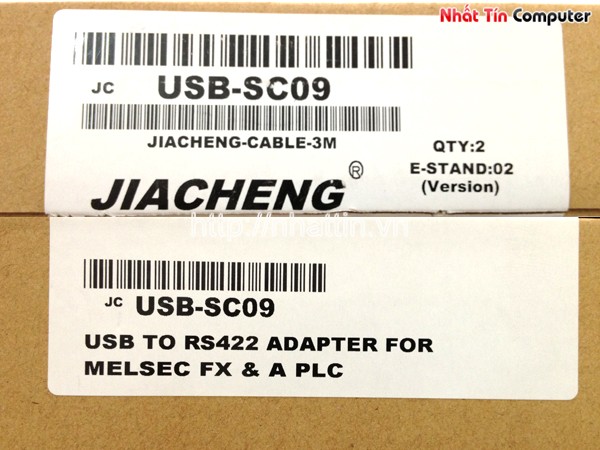 Nhất Tín Computer
JC USB-SC09
JIACHENG-CABLE-3M
QTY:2
E-STAND:02
(Version)
JIACHENG®
http://nhattin.vn
JC USB-SC09
USB TO RS422 ADAPTER FOR
MELSEC FX & A PLC